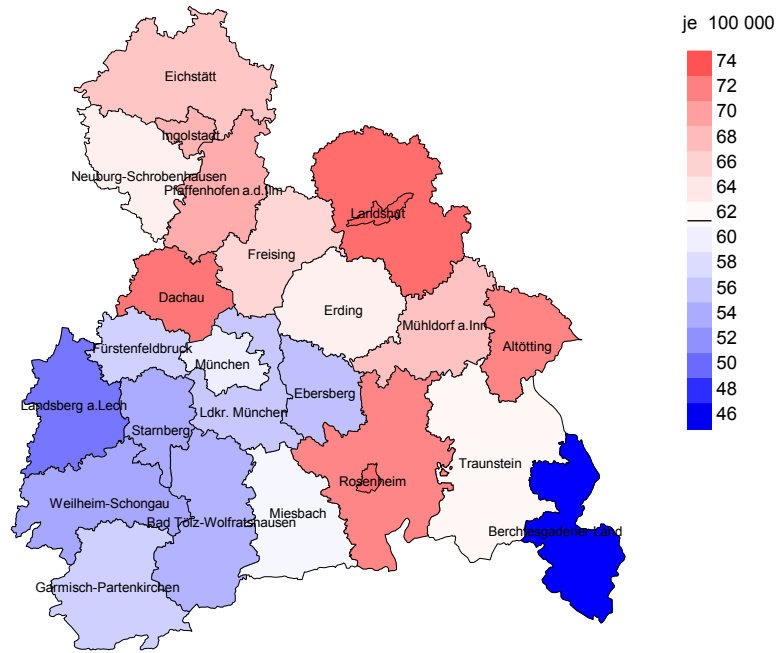 je 100 000
74
72
70
68
66
64
62
60
58
56
54
52
50
48
46
Eichstätt
Ingolstadt
Neuburg-Schrobenhausen
Pfaffenhofen a.d.Ilm
Landshut
Freising
Dachau
Erding
Mühldorf a.Inn
Altötting
Fürstenfeldbruck
München
Ebersberg
Landsberg a.Lech
Ldkr. München
Starnberg
Traunstein
Rosenheim
Weilheim-Schongau
Miesbach
Bad Tölz-Wolfratshausen
Berchtesgadener Land
Garmisch-Partenkirchen